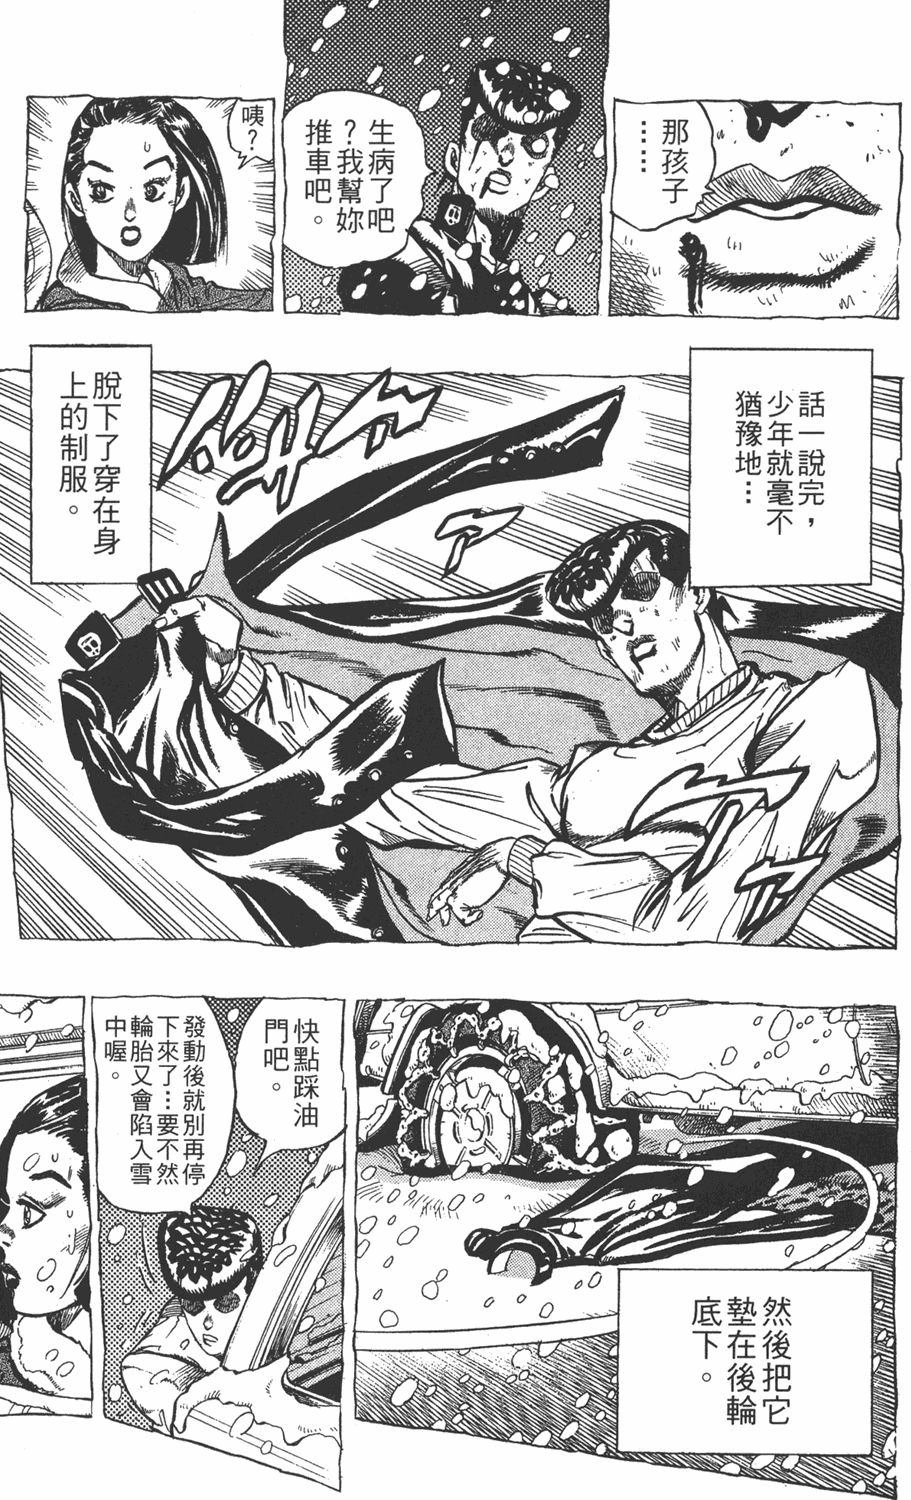 那孩子
⋯⋯
生病了吧
？我幫妳
推車吧。
咦？
話一說完，
少年就毫不
猶豫地⋯
脫下了穿在身
上的制服。
然後把它
墊在後輪
底下。
快點踩油
門吧。
發動後就別再停
下來了⋯要不然
輪胎又會陷入雪
中喔。